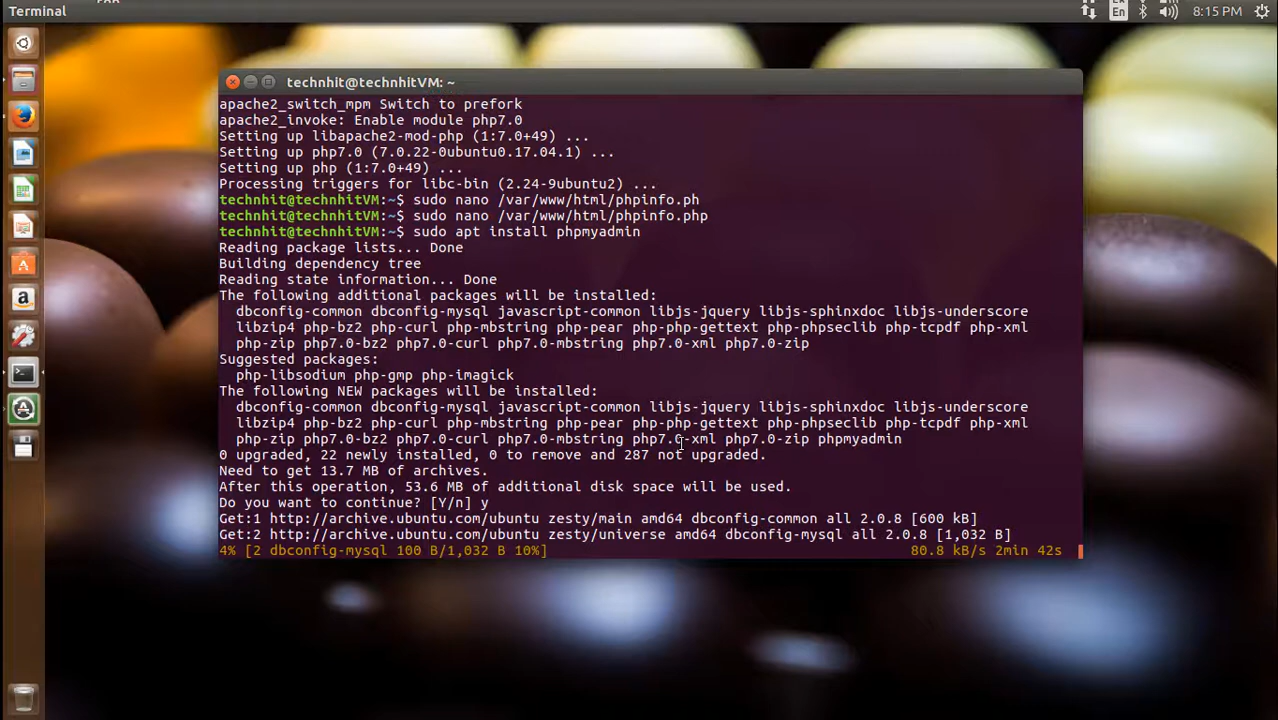 Terminal
En
8:15 PM
technhit@technhitVM: ~
apache2_switch_mpm Switch to prefork
apache2_invoke: Enable module php7.0
Setting up libapache2-mod-php (1:7.0+49) ...
Setting up php7.0 (7.0.22-0ubuntu0.17.04.1) ...
Setting up php (1:7.0+49) ...
Processing triggers for libc-bin (2.24-9ubuntu2) ...
technhit@technhitVM:~$ sudo nano /var/www/html/phpinfo.ph
technhit@technhitVM:~$ sudo nano /var/www/html/phpinfo.php
technhit@technhitVM:~$ sudo apt install phpmyadmin
Reading package lists... Done
Building dependency tree
Reading state information... Done
The following additional packages will be installed:
dbconfig-common dbconfig-mysql javascript-common libjs-jquery libjs-sphinxdoc libjs-underscore
libzip4 php-bz2 php-curl php-mbstring php-pear php-php-gettext php-phpseclib php-tcpdf php-xml
php-zip php7.0-bz2 php7.0-curl php7.0-mbstring php7.0-xml php7.0-zip
Suggested packages:
php-libsodium php-gmp php-imagick
The following NEW packages will be installed:
dbconfig-common dbconfig-mysql javascript-common libjs-jquery libjs-sphinxdoc libjs-underscore
libzip4 php-bz2 php-curl php-mbstring php-pear php-php-gettext php-phpseclib php-tcpdf php-xml
php-zip php7.0-bz2 php7.0-curl php7.0-mbstring php7.0-xml php7.0-zip phpmyadmin
0 upgraded, 22 newly installed, 0 to remove and 287 not upgraded.
Need to get 13.7 MB of archives.
After this operation, 53.6 MB of additional disk space will be used.
Do you want to continue? [Y/n] y
Get:1 http://archive.ubuntu.com/ubuntu zesty/main amd64 dbconfig-common all 2.0.8 [600 kB]
Get:2 http://archive.ubuntu.com/ubuntu zesty/universe amd64 dbconfig-mysql all 2.0.8 [1,032 B]
4% [2 dbconfig-mysql 100 B/1,032 B 10%] 80.8 kB/s 2min 42s